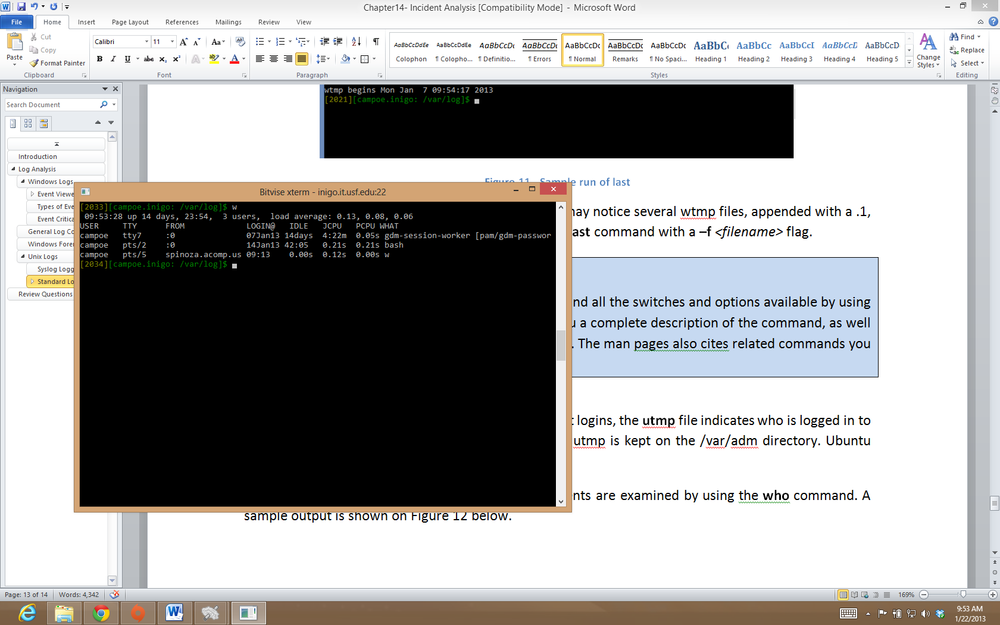 Chapter14- Incident Analysis [Compatibility Mode] - Microsoft Word
File Home Insert Page Layout References Mailings Review View
Paste
Cut
Copy
Format Painter
Clipboard
Calibri 11
Font
Paragraph
AaBbCcDdEe AaBbCcDdEe AaBbCcDc AaBbCcDc AaBbCcDc AaBbCcDc AaBbCcDc AaBbC AaBbCc AaBbCcI AaBbCcD AaBbCcD
Colophon ¶ Colopho... ¶ Definitio... ¶ Errors ¶ Normal Remarks ¶ No Spaci... Heading 1 Heading 2 Heading 3 Heading 4 Heading 5
Styles
Change Styles
Find
Replace
Select
Editing
Navigation
Search Document
Introduction
Log Analysis
Windows Logs
Event Viewe
Types of Eve
Event Critica
General Log Co
Windows Foren
Unix Logs
Syslog Logg
Standard Lo
Review Questions
wtmp begins Mon Jan  7 09:54:17 2013
[2021][campoe.inigo: /var/log]$
Figure 11 - Sample run of last
ay notice several wtmp files, appended with a .1,
ast command with a –f <filename> flag.
nd all the switches and options available by using
a complete description of the command, as well
. The man pages also cites related commands you
logins, the utmp file indicates who is logged in to
utmp is kept on the /var/adm directory. Ubuntu
nts are examined by using the who command. A
sample output is shown on Figure 12 below.
Bitvise xterm - inigo.it.usf.edu:22
[2033][campoe.inigo: /var/log]$ w
09:53:28 up 14 days, 23:54,  3 users,  load average: 0.13, 0.08, 0.06
USER TTY FROM LOGIN@ IDLE JCPU PCPU WHAT
campoe tty7 :0 07Jan13 14days 4:22m 0.05s gdm-session-worker [pam/gdm-passwor
campoe pts/2 :0 14Jan13 42:05 0.21s 0.21s bash
campoe pts/5 spinoza.acomp.us 09:13 0.00s 0.12s 0.00s w
[2034][campoe.inigo: /var/log]$
Page: 13 of 14 Words: 4,342 169%
9:53 AM
1/22/2013